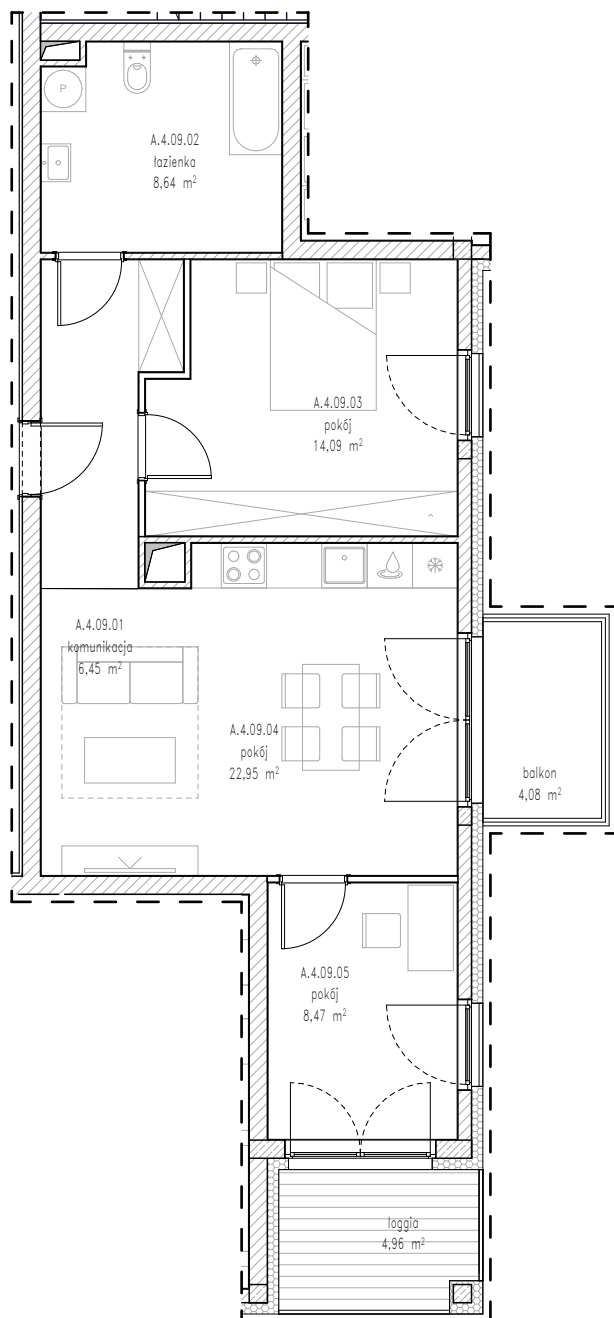 P
A.4.09.02
łazienka
8,64 m²
A.4.09.03
pokój
14,09 m²
A.4.09.01
komunikacja
6,45 m²
A.4.09.04
pokój
22,95 m²
balkon
4,08 m²
A.4.09.05
pokój
8,47 m²
loggia
4,96 m²